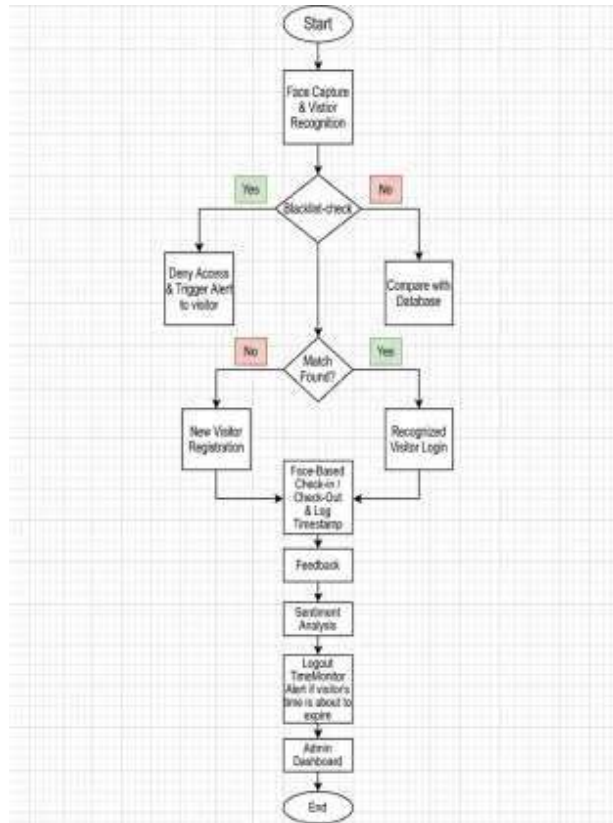 Start
Face Capture
& Vistior
Recognition
Yes
No
Blacklist-check
Deny Access
& Trigger Alert
to visitor
Compare with
Database
No
Yes
Match
Found?
New Visitor
Registration
Recognized
Visitor Login
Face-Based
Check-in /
Check-Out
& Log
Timestamp
Feedback
Sentiment
Analysis
Logout
TimeMonitor
Alert if visitor's
time is about to
expire
Admin
Dashboard
End